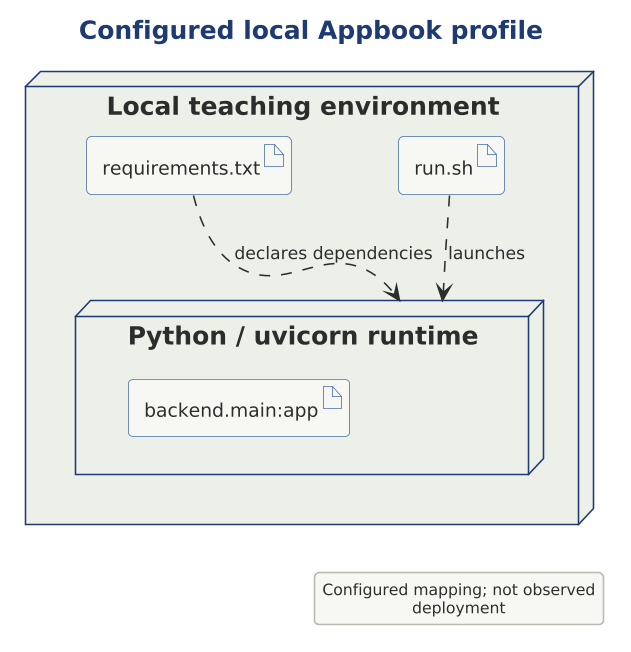 Configured local Appbook profile
Local teaching environment
requirements.txt
run.sh
declares dependencies
launches
Python / uvicorn runtime
backend.main:app
Configured mapping; not observed
deployment